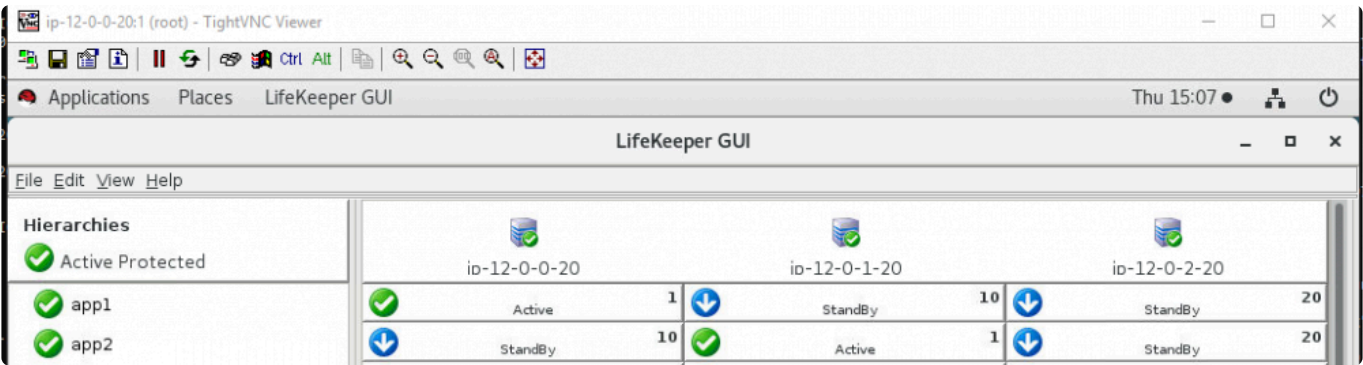 ip-12-0-0-20:1 (root) - TightVNC Viewer
Ctrl Alt
Applications Places LifeKeeper GUI Thu 15:07
LifeKeeper GUI
File Edit View Help
Hierarchies
Active Protected
ip-12-0-0-20 ip-12-0-1-20 ip-12-0-2-20
app1 Active 1 StandBy 10 StandBy 20
app2 StandBy 10 Active 1 StandBy 20